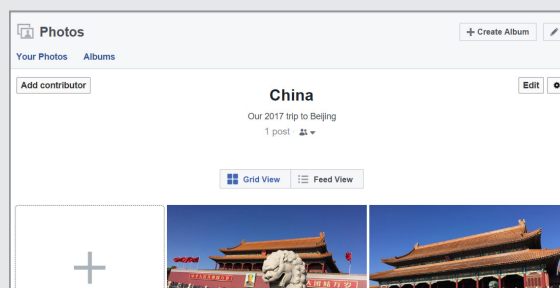 Photos
+ Create Album
Your Photos Albums
Add contributor
Edit
China
Our 2017 trip to Beijing
1 post
Grid View
Feed View